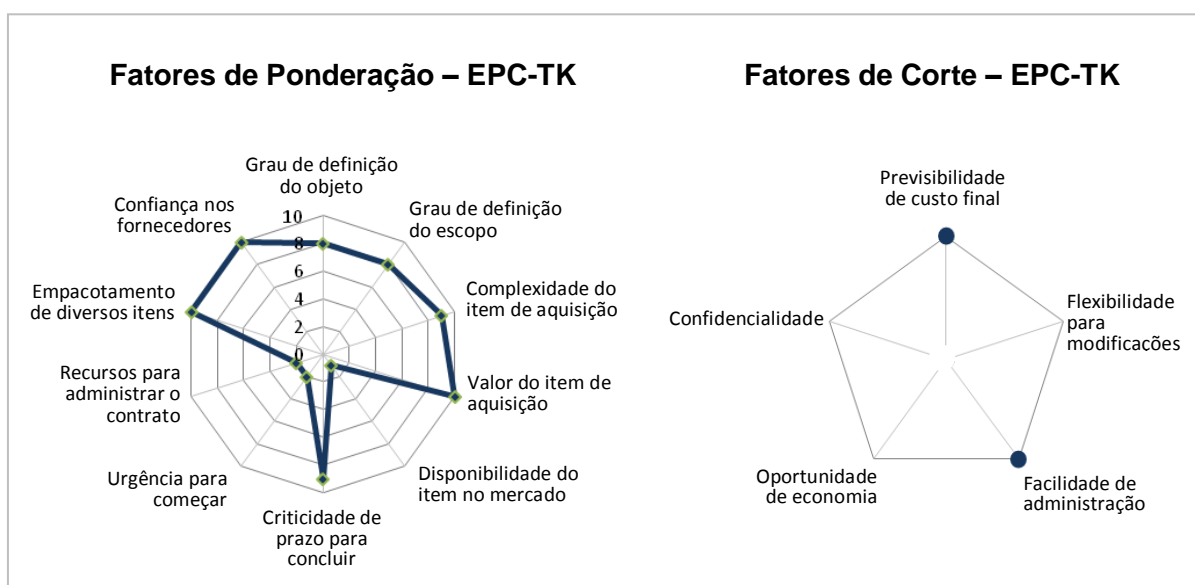 Fatores de Ponderação – EPC-TK
Grau de definição
do objeto
Grau de definição
do escopo
Complexidade do
item de aquisição
Valor do item de
aquisição
Disponibilidade do
item no mercado
Criticidade de
prazo para
concluir
Urgência para
começar
Recursos para
administrar o
contrato
Empacotamento
de diversos itens
Confiança nos
fornecedores
10
8
6
4
2
0
Fatores de Corte – EPC-TK
Previsibilidade
de custo final
Flexibilidade
para
modificações
Facilidade de
administração
Oportunidade
de economia
Confidencialidade